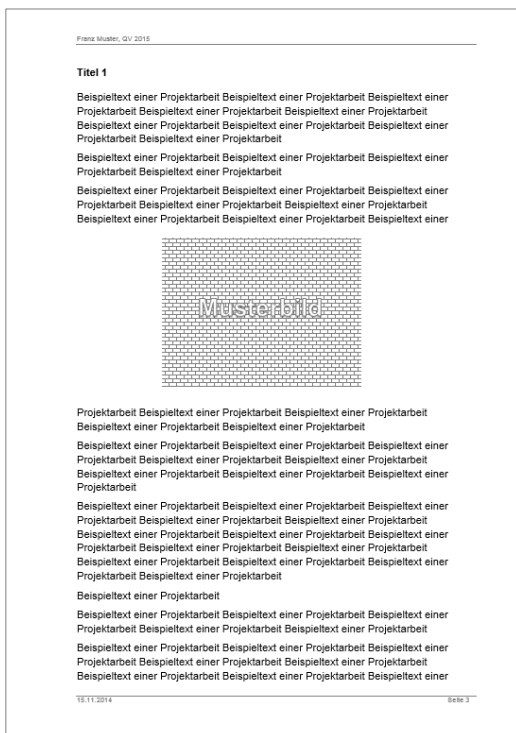 Franz Muster, QV 2015
Titel 1
Beispieltext einer Projektarbeit Beispieltext einer Projektarbeit Beispieltext einer
Projektarbeit Beispieltext einer Projektarbeit Beispieltext einer Projektarbeit
Beispieltext einer Projektarbeit Beispieltext einer Projektarbeit Beispieltext einer
Projektarbeit Beispieltext einer Projektarbeit
Beispieltext einer Projektarbeit Beispieltext einer Projektarbeit Beispieltext einer
Projektarbeit Beispieltext einer Projektarbeit
Beispieltext einer Projektarbeit Beispieltext einer Projektarbeit Beispieltext einer
Projektarbeit Beispieltext einer Projektarbeit Beispieltext einer Projektarbeit
Beispieltext einer Projektarbeit Beispieltext einer Projektarbeit Beispieltext einer
Musterbild
Projektarbeit Beispieltext einer Projektarbeit Beispieltext einer Projektarbeit
Beispieltext einer Projektarbeit Beispieltext einer Projektarbeit
Beispieltext einer Projektarbeit Beispieltext einer Projektarbeit Beispieltext einer
Projektarbeit Beispieltext einer Projektarbeit Beispieltext einer Projektarbeit
Beispieltext einer Projektarbeit Beispieltext einer Projektarbeit Beispieltext einer
Projektarbeit
Beispieltext einer Projektarbeit Beispieltext einer Projektarbeit Beispieltext einer
Projektarbeit Beispieltext einer Projektarbeit Beispieltext einer Projektarbeit
Beispieltext einer Projektarbeit Beispieltext einer Projektarbeit Beispieltext einer
Projektarbeit Beispieltext einer Projektarbeit Beispieltext einer Projektarbeit
Beispieltext einer Projektarbeit Beispieltext einer Projektarbeit Beispieltext einer
Projektarbeit Beispieltext einer Projektarbeit
Beispieltext einer Projektarbeit
Beispieltext einer Projektarbeit Beispieltext einer Projektarbeit Beispieltext einer
Projektarbeit Beispieltext einer Projektarbeit Beispieltext einer Projektarbeit
Beispieltext einer Projektarbeit Beispieltext einer Projektarbeit Beispieltext einer
Projektarbeit Beispieltext einer Projektarbeit Beispieltext einer Projektarbeit
Beispieltext einer Projektarbeit Beispieltext einer Projektarbeit Beispieltext einer
15.11.2014 Seite 3